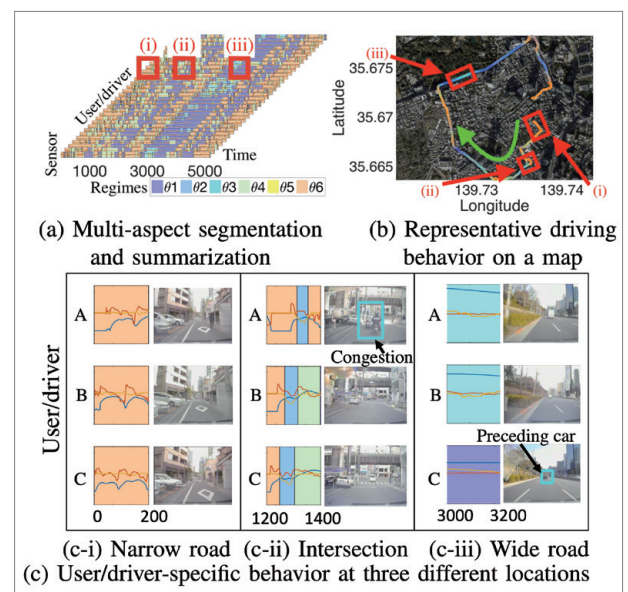 (i) (ii) (iii)
User/driver
Sensor
1000 3000 5000 Time
Regimes θ1 θ2 θ3 θ4 θ5 θ6
(a) Multi-aspect segmentation
and summarization
(iii)
35.675
35.67
35.665
Latitude
(ii)
(i)
139.73 139.74
Longitude
(b) Representative driving
behavior on a map
User/driver
A
B
C
0 200
(c-i) Narrow road
A
Congestion
B
C
1200 1400
(c-ii) Intersection
A
B
Preceding car
C
3000 3200
(c-iii) Wide road
(c) User/driver-specific behavior at three different locations